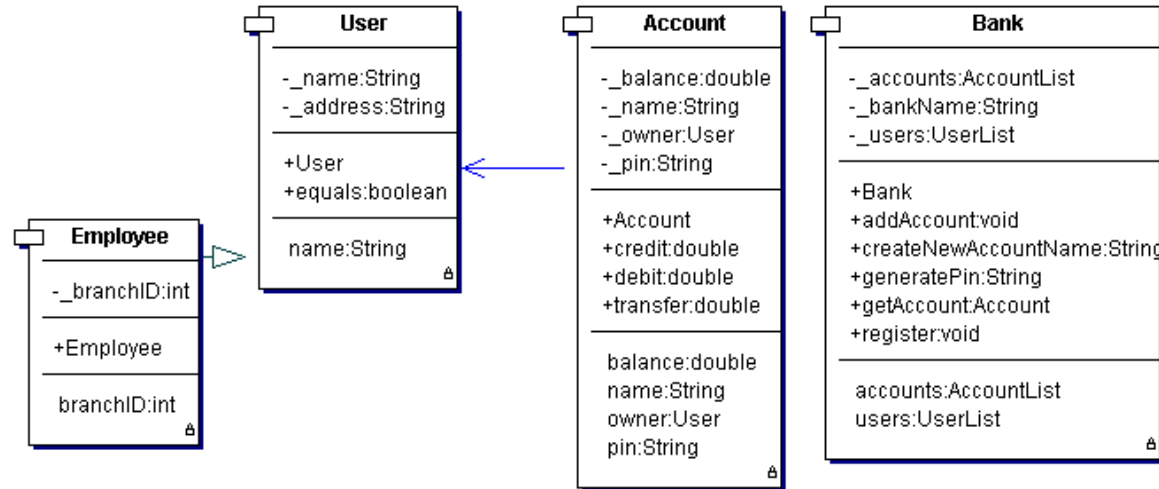 User
-_name:String
-_address:String
+User
+equals:boolean
name:String
Account
-_balance:double
-_name:String
-_owner:User
-_pin:String
+Account
+credit:double
+debit:double
+transfer:double
balance:double
name:String
owner:User
pin:String
Bank
-_accounts:AccountList
-_bankName:String
-_users:UserList
+Bank
+addAccount:void
+createNewAccountName:String
+generatePin:String
+getAccount:Account
+register:void
accounts:AccountList
users:UserList
Employee
-_branchID:int
+Employee
branchID:int